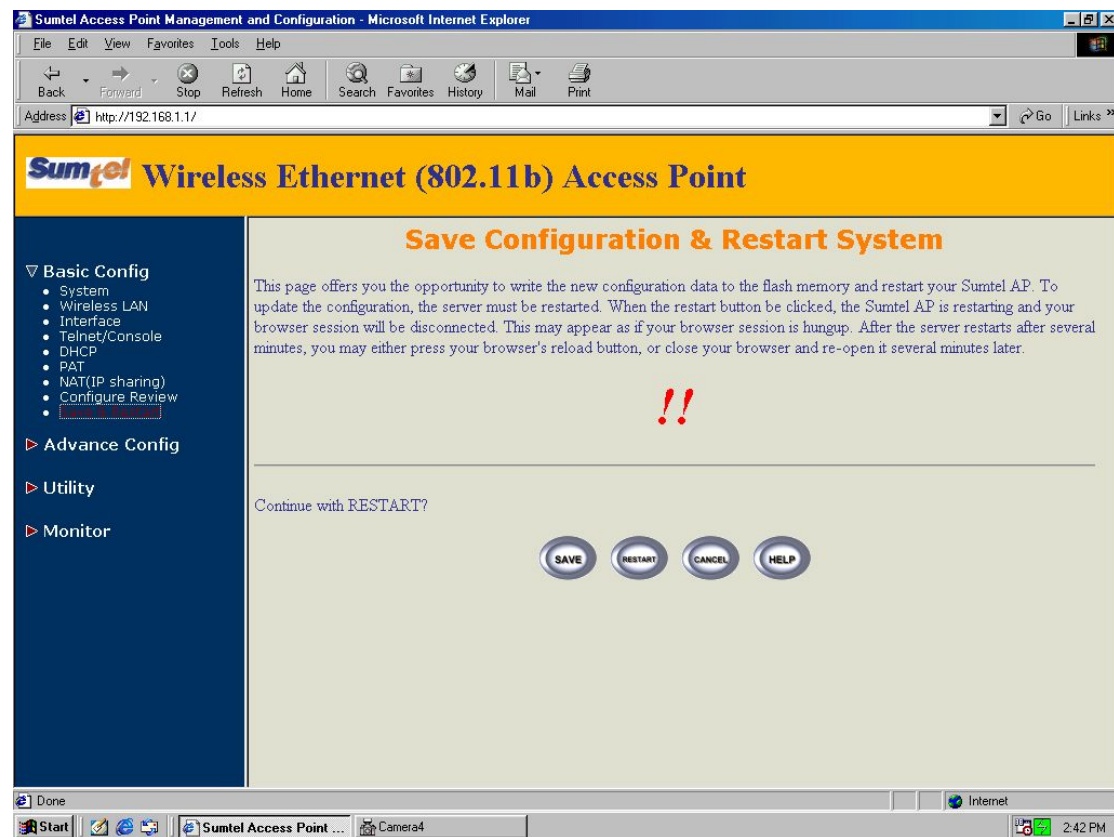 Sumtel Access Point Management and Configuration - Microsoft Internet Explorer
File Edit View Favorites Tools Help
Back Forward Stop Refresh Home Search Favorites History Mail Print
Address http://192.168.1.1/ Go Links »
Sumtel Wireless Ethernet (802.11b) Access Point
Basic Config
System
Wireless LAN
Interface
Telnet/Console
DHCP
PAT
NAT(IP sharing)
Configure Review
Save & Restart
Advance Config
Utility
Monitor
Save Configuration & Restart System
This page offers you the opportunity to write the new configuration data to the flash memory and restart your Sumtel AP. To
update the configuration, the server must be restarted. When the restart button be clicked, the Sumtel AP is restarting and your
browser session will be disconnected. This may appear as if your browser session is hungup. After the server restarts after several
minutes, you may either press your browser's reload button, or close your browser and re-open it several minutes later.
!!
Continue with RESTART?
SAVE RESTART CANCEL HELP
Done Internet
Start Sumtel Access Point ... Camera4 2:42 PM